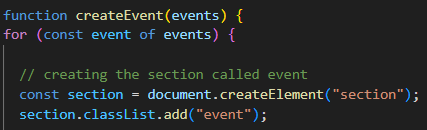 function createEvent(events) {
for (const event of events) {
// creating the section called event
const section = document.createElement("section");
section.classList.add("event");